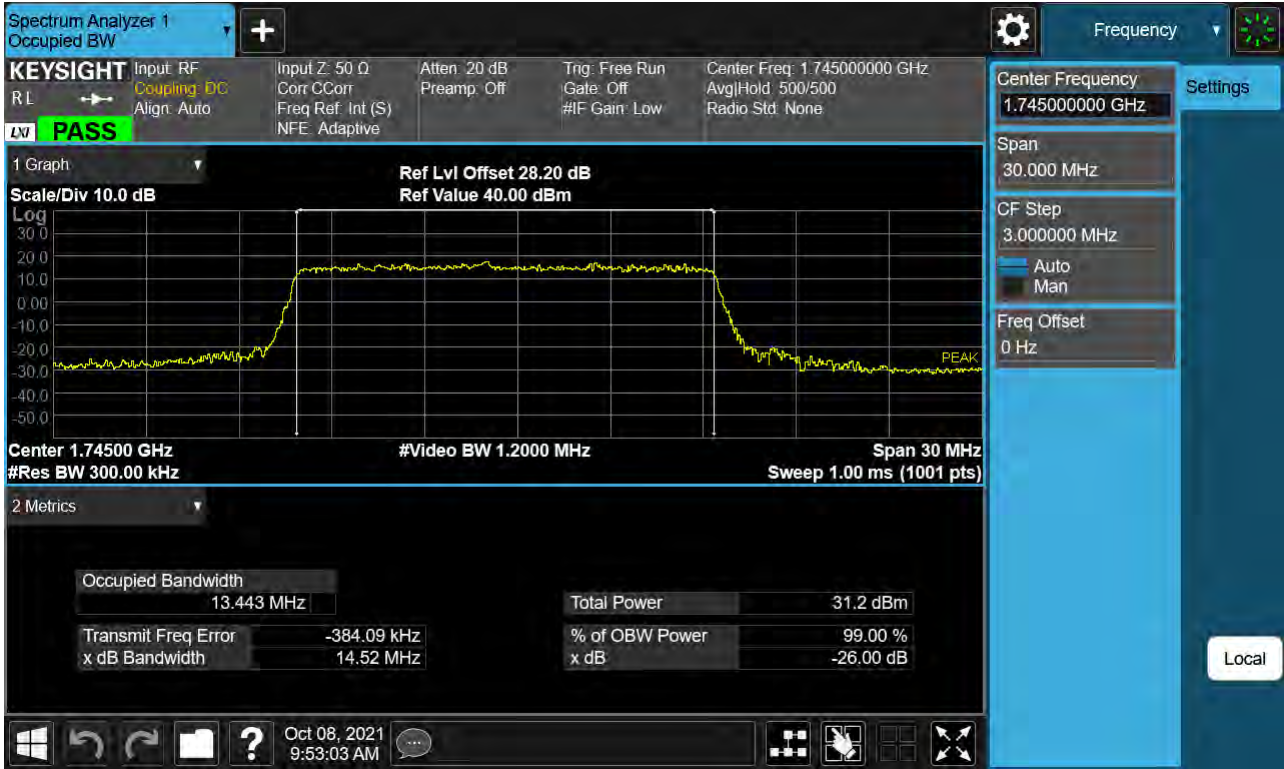 Spectrum Analyzer 1
Occupied BW
Frequency
KEYSIGHT
RL
LXI PASS
Input: RF
Coupling: DC
Align: Auto
Input Z: 50 Ω
Corr CCorr
Freq Ref: Int (S)
NFE: Adaptive
Atten: 20 dB
Preamp: Off
Trig: Free Run
Gate: Off
#IF Gain: Low
Center Freq: 1.745000000 GHz
Avg|Hold: 500/500
Radio Std: None
1 Graph
Scale/Div 10.0 dB
Ref Lvl Offset 28.20 dB
Ref Value 40.00 dBm
Log
30.0
20.0
10.0
0.00
-10.0
-20.0
-30.0
-40.0
-50.0
PEAK
Center 1.74500 GHz
#Video BW 1.2000 MHz
Span 30 MHz
#Res BW 300.00 kHz
Sweep 1.00 ms (1001 pts)
2 Metrics
Occupied Bandwidth
13.443 MHz
Transmit Freq Error -384.09 kHz
x dB Bandwidth 14.52 MHz
Total Power 31.2 dBm
% of OBW Power 99.00 %
x dB -26.00 dB
Center Frequency
1.745000000 GHz
Span
30.000 MHz
CF Step
3.000000 MHz
Auto
Man
Freq Offset
0 Hz
Settings
Local
?
Oct 08, 2021
9:53:03 AM